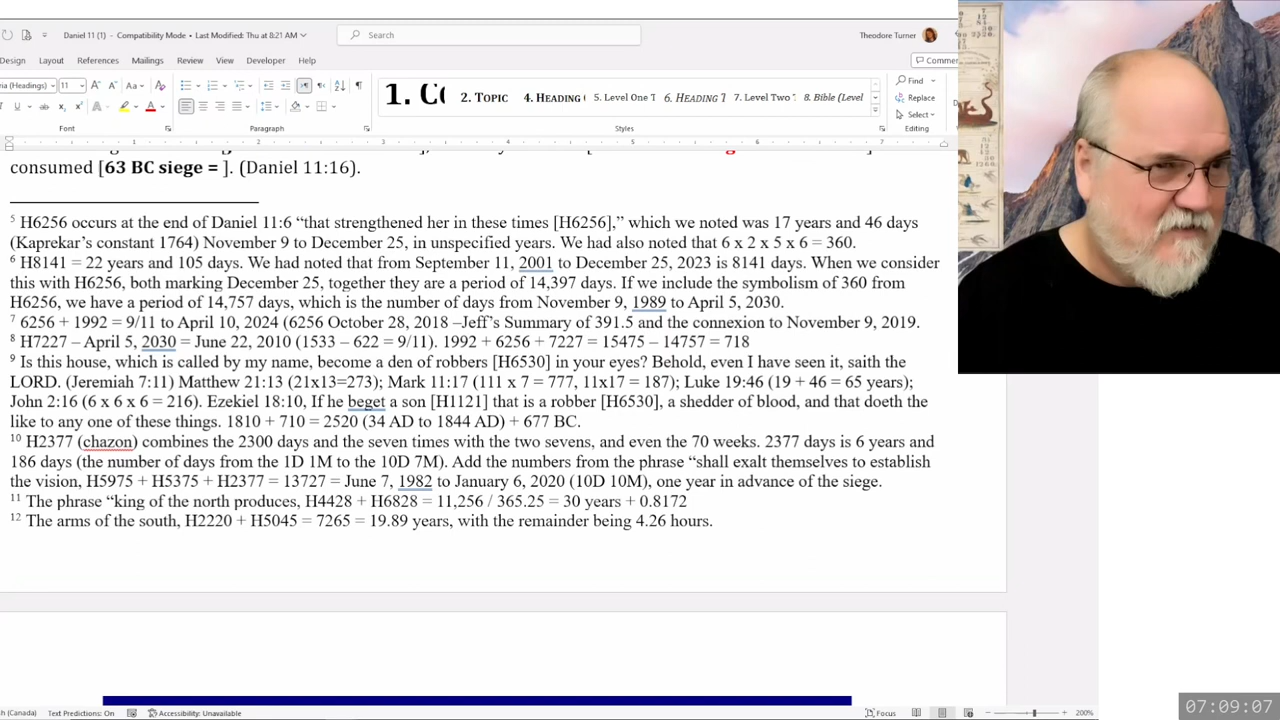 Daniel 11 (1) - Compatibility Mode • Last Modified: Thu at 8:21 AM
Search
Theodore Turner
Design Layout References Mailings Review View Developer Help
(Headings) 11
Find
Replace
Select
2. TOPIC 5. Level One 7. Level Two 8. Bible (Level
Font Paragraph Styles Editing
consumed [63 BC siege = ]. (Daniel 11:16).
5 H6256 occurs at the end of Daniel 11:6 “that strengthened her in these times [H6256],” which we noted was 17 years and 46 days
(Kaprekar’s constant 1764) November 9 to December 25, in unspecified years. We had also noted that 6 x 2 x 5 x 6 = 360.
6 H8141 = 22 years and 105 days. We had noted that from September 11, 2001 to December 25, 2023 is 8141 days. When we consider
this with H6256, both marking December 25, together they are a period of 14,397 days. If we include the symbolism of 360 from
H6256, we have a period of 14,757 days, which is the number of days from November 9, 1989 to April 5, 2030.
7 6256 + 1992 = 9/11 to April 10, 2024 (6256 October 28, 2018 –Jeff’s Summary of 391.5 and the connexion to November 9, 2019.
8 H7227 – April 5, 2030 = June 22, 2010 (1533 – 622 = 9/11). 1992 + 6256 + 7227 = 15475 – 14757 = 718
9 Is this house, which is called by my name, become a den of robbers [H6530] in your eyes? Behold, even I have seen it, saith the
LORD. (Jeremiah 7:11) Matthew 21:13 (21x13=273); Mark 11:17 (111 x 7 = 777, 11x17 = 187); Luke 19:46 (19 + 46 = 65 years);
John 2:16 (6 x 6 x 6 = 216). Ezekiel 18:10, If he beget a son [H1121] that is a robber [H6530], a shedder of blood, and that doeth the
like to any one of these things. 1810 + 710 = 2520 (34 AD to 1844 AD) + 677 BC.
10 H2377 (chazon) combines the 2300 days and the seven times with the two sevens, and even the 70 weeks. 2377 days is 6 years and
186 days (the number of days from the 1D 1M to the 10D 7M). Add the numbers from the phrase “shall exalt themselves to establish
the vision, H5975 + H5375 + H2377 = 13727 = June 7, 1982 to January 6, 2020 (10D 10M), one year in advance of the siege.
11 The phrase “king of the north produces, H4428 + H6828 = 11,256 / 365.25 = 30 years + 0.8172
12 The arms of the south, H2220 + H5045 = 7265 = 19.89 years, with the remainder being 4.26 hours.
(Canada) Text Predictions: On Accessibility: Unavailable Focus 200%
07:09:07